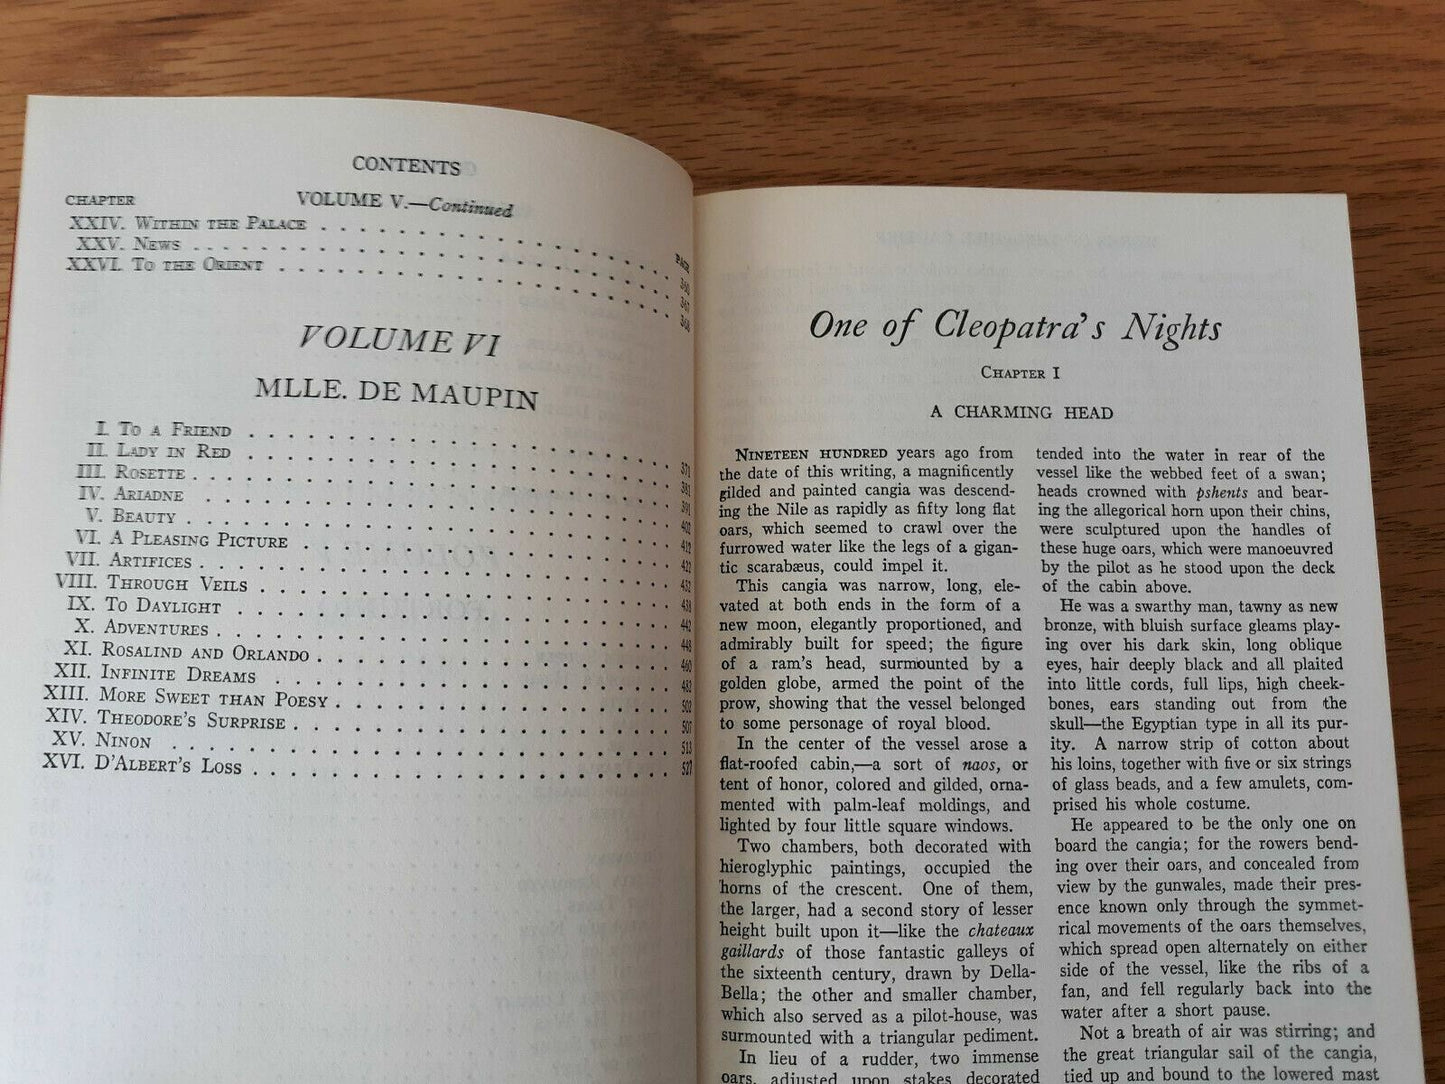 CONTENTS
CHAPTER VOLUME V.—Continued PAGE
XXIV. WITHIN THE PALACE 360
XXV. NEWS 367
XXVI. TO THE ORIENT 368
VOLUME VI
MLLE. DE MAUPIN
I. TO A FRIEND 371
II. LADY IN RED 381
III. ROSETTE 391
IV. ARIADNE 402
V. BEAUTY 412
VI. A PLEASING PICTURE 422
VII. ARTIFICES 432
VIII. THROUGH VEILS 438
IX. TO DAYLIGHT 442
X. ADVENTURES 448
XI. ROSALIND AND ORLANDO 460
XII. INFINITE DREAMS 482
XIII. MORE SWEET THAN POESY 502
XIV. THEODORE'S SURPRISE 507
XV. NINON 513
XVI. D'ALBERT'S LOSS 527
One of Cleopatra's Nights
CHAPTER I
A CHARMING HEAD
NINETEEN HUNDRED years ago from
the date of this writing, a magnificently
gilded and painted cangia was descend-
ing the Nile as rapidly as fifty long flat
oars, which seemed to crawl over the
furrowed water like the legs of a gigan-
tic scarabæus, could impel it.
This cangia was narrow, long, ele-
vated at both ends in the form of a
new moon, elegantly proportioned, and
admirably built for speed; the figure
of a ram's head, surmounted by a
golden globe, armed the point of the
prow, showing that the vessel belonged
to some personage of royal blood.
In the center of the vessel arose a
flat-roofed cabin,—a sort of naos, or
tent of honor, colored and gilded, orna-
mented with palm-leaf moldings, and
lighted by four little square windows.
Two chambers, both decorated with
hieroglyphic paintings, occupied the
horns of the crescent. One of them,
the larger, had a second story of lesser
height built upon it—like the chateaux
gaillards of those fantastic galleys of
the sixteenth century, drawn by Della-
Bella; the other and smaller chamber,
which also served as a pilot-house, was
surmounted with a triangular pediment.
In lieu of a rudder, two immense
oars, adjusted upon stakes decorated
tended into the water in rear of the
vessel like the webbed feet of a swan;
heads crowned with pshents and bear-
ing the allegorical horn upon their chins,
were sculptured upon the handles of
these huge oars, which were manoeuvred
by the pilot as he stood upon the deck
of the cabin above.
He was a swarthy man, tawny as new
bronze, with bluish surface gleams play-
ing over his dark skin, long oblique
eyes, hair deeply black and all plaited
into little cords, full lips, high cheek-
bones, ears standing out from the
skull—the Egyptian type in all its pur-
ity. A narrow strip of cotton about
his loins, together with five or six strings
of glass beads, and a few amulets, com-
prised his whole costume.
He appeared to be the only one on
board the cangia; for the rowers bend-
ing over their oars, and concealed from
view by the gunwales, made their pres-
ence known only through the symmet-
rical movements of the oars themselves,
which spread open alternately on either
side of the vessel, like the ribs of a
fan, and fell regularly back into the
water after a short pause.
Not a breath of air was stirring; and
the great triangular sail of the cangia,
tied up and bound to the lowered mast